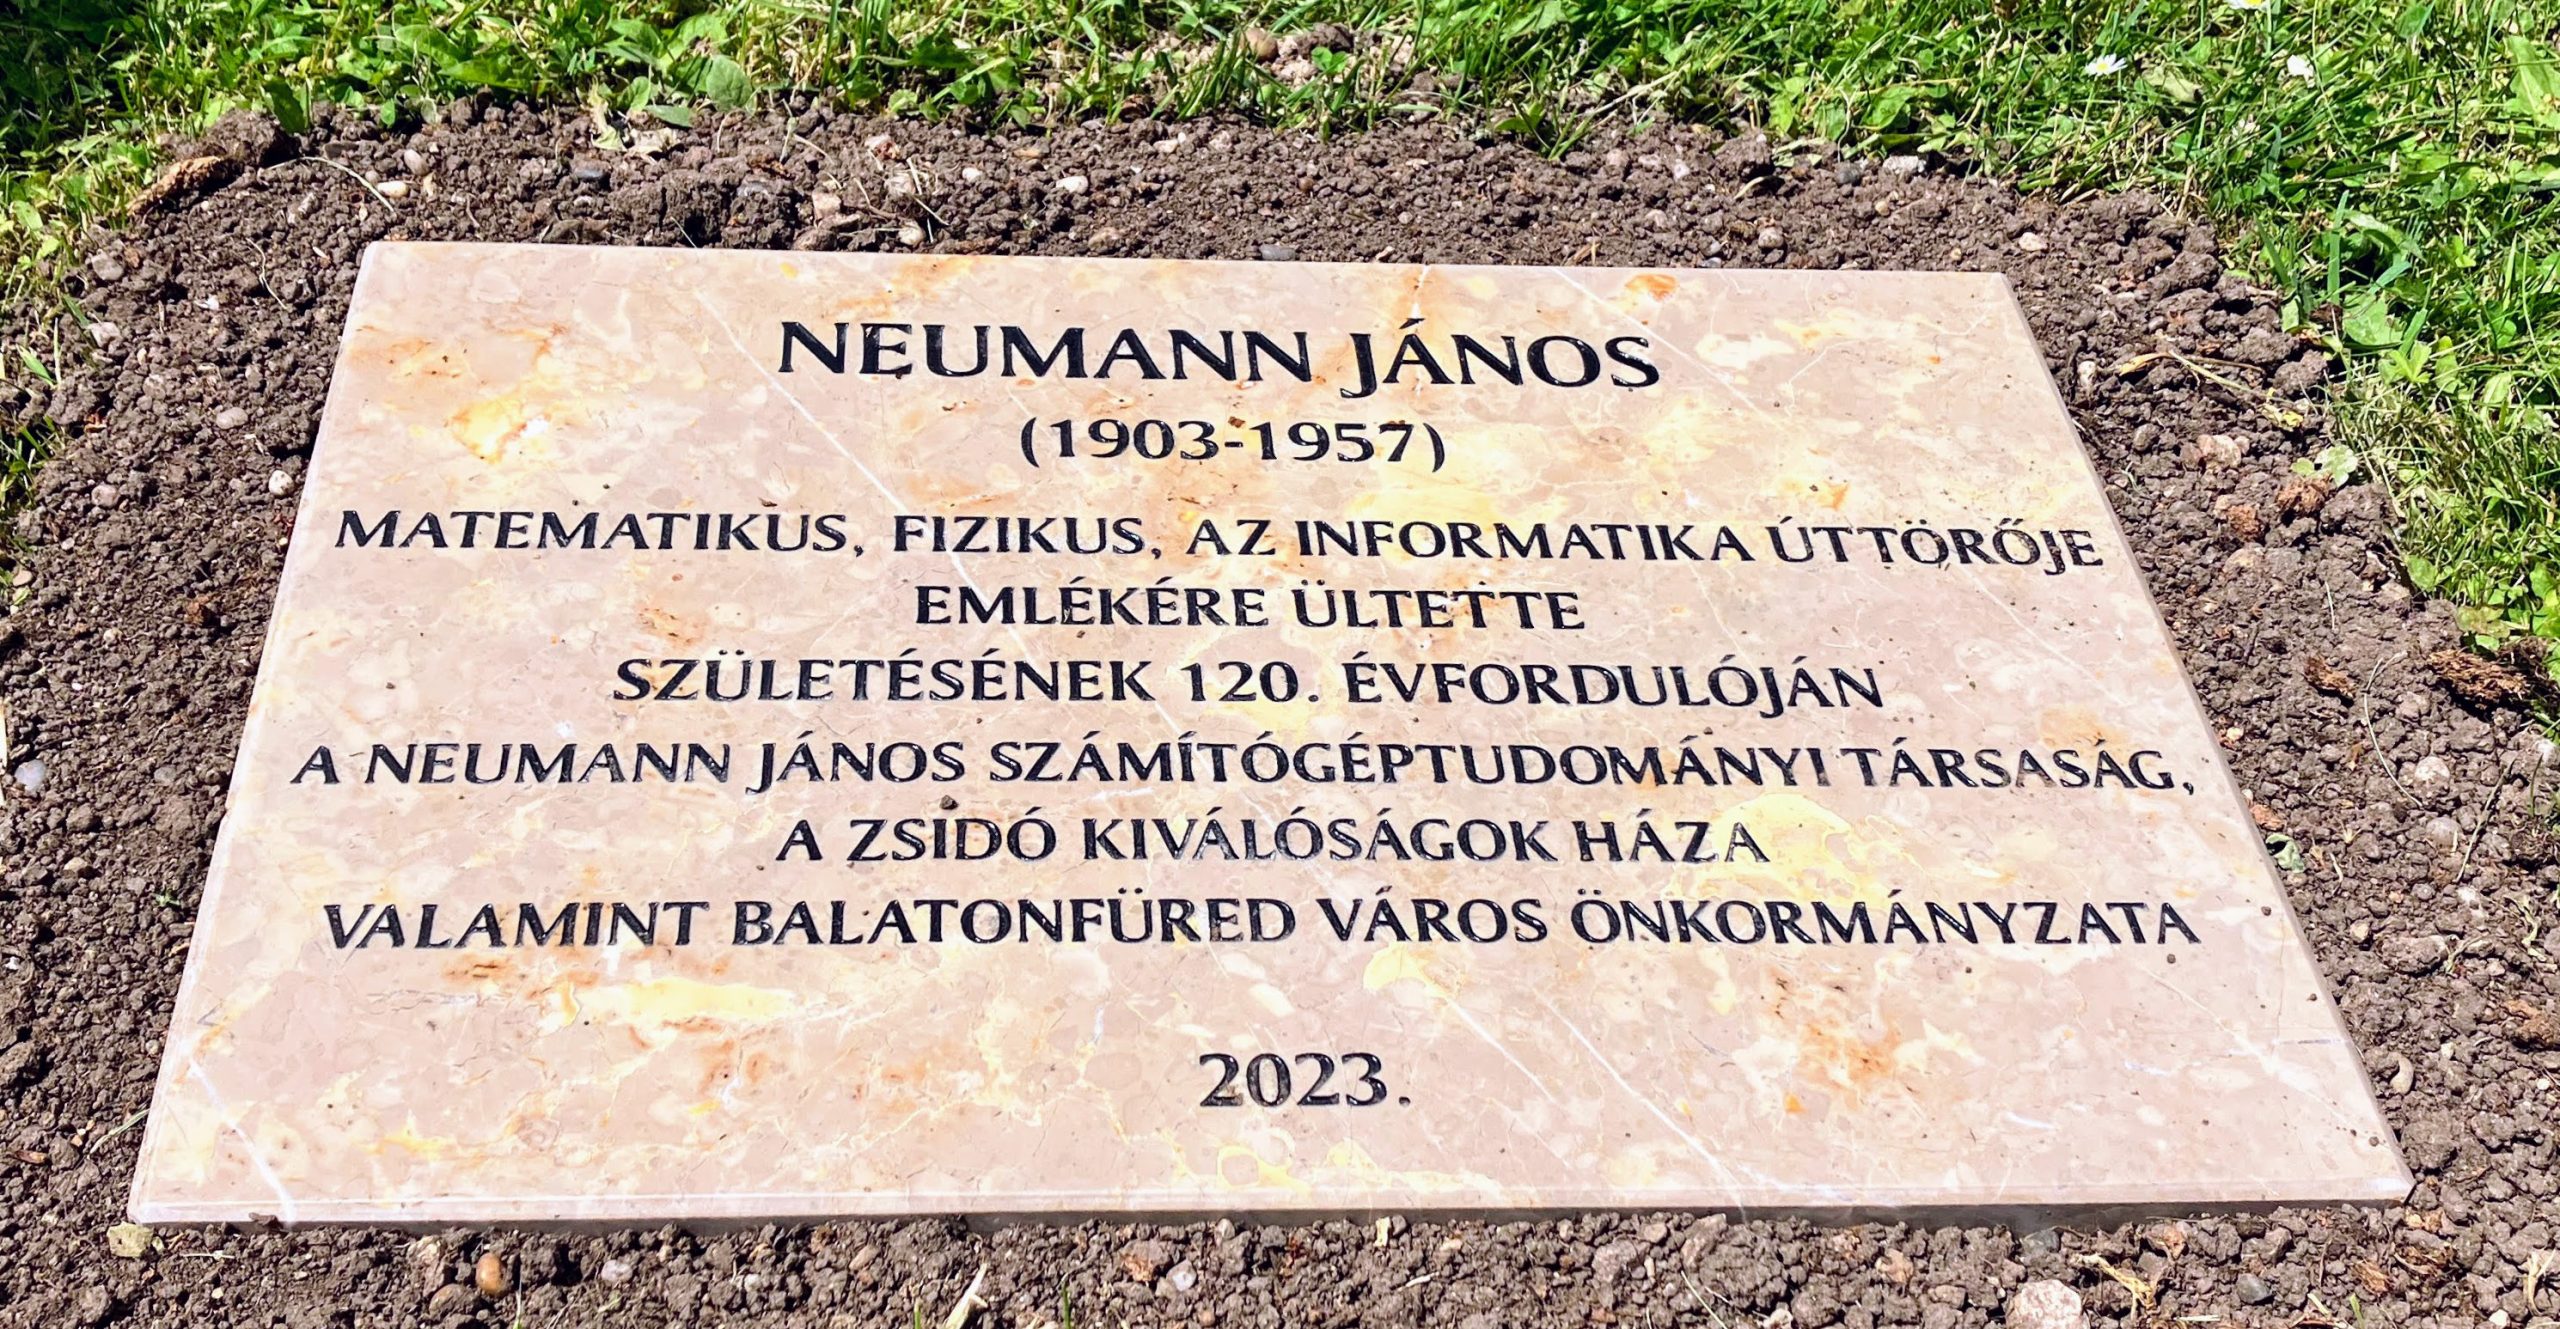 NEUMANN JÁNOS
(1903-1957)
MATEMATIKUS, FIZIKUS, AZ INFORMATIKA ÚTTÖRŐJE
EMLÉKÉRE ÜLTETTE
SZÜLETÉSÉNEK 120. ÉVFORDULÓJÁN
A NEUMANN JÁNOS SZÁMÍTÓGÉPTUDOMÁNYI TÁRSASÁG,
A ZSIDÓ KIVÁLÓSÁGOK HÁZA
VALAMINT BALATONFÜRED VÁROS ÖNKORMÁNYZATA
2023.